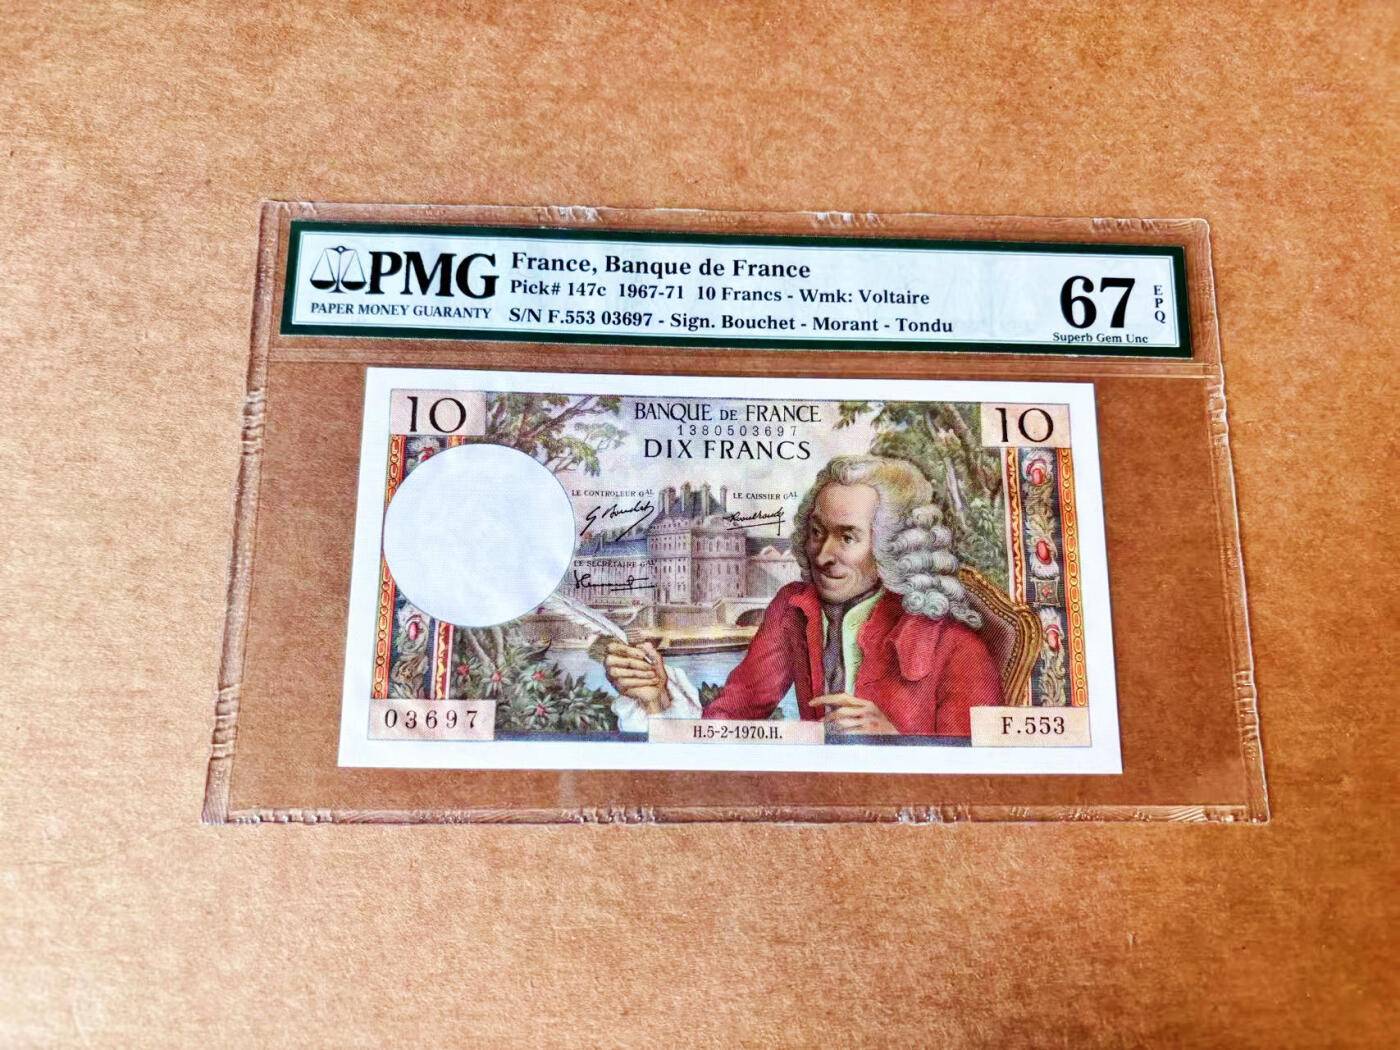 PMG
PAPER MONEY GUARANTY
France, Banque de France
Pick# 147c 1967-71 10 Francs - Wmk: Voltaire
S/N F.553 03697 - Sign. Bouchet - Morant - Tondu
67
EPQ
Superb Gem Unc
10
BANQUE DE FRANCE
10
1380503697
DIX FRANCS
LE CONTROLEUR GAL
LE CAISSIER GAL
LE SECRÉTAIRE GAL
03697
H.5-2-1970.H.
F.553